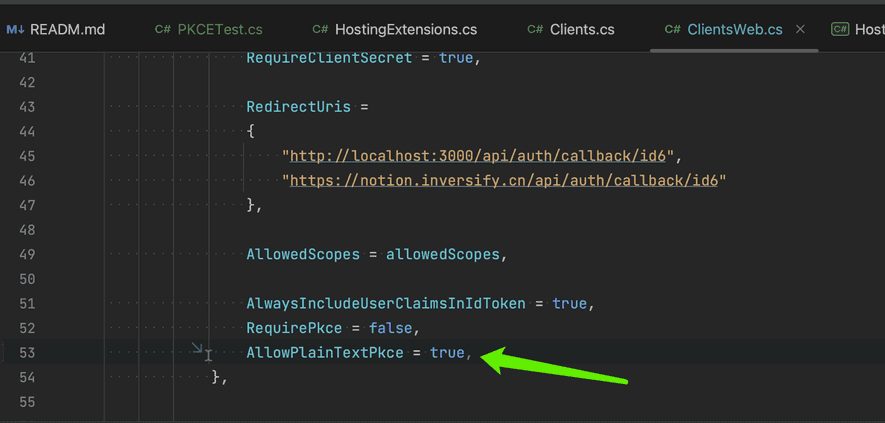 M↓ READM.md C# PKCETest.cs C# HostingExtensions.cs C# Clients.cs C# ClientsWeb.cs × C# Host
41 RequireClientSecret = true,
42
43 RedirectUris =
44 {
45 "http://localhost:3000/api/auth/callback/id6",
46 "https://notion.inversify.cn/api/auth/callback/id6"
47 },
48
49 AllowedScopes = allowedScopes,
50
51 AlwaysIncludeUserClaimsInIdToken = true,
52 RequirePkce = false,
53 AllowPlainTextPkce = true,
54 },
55